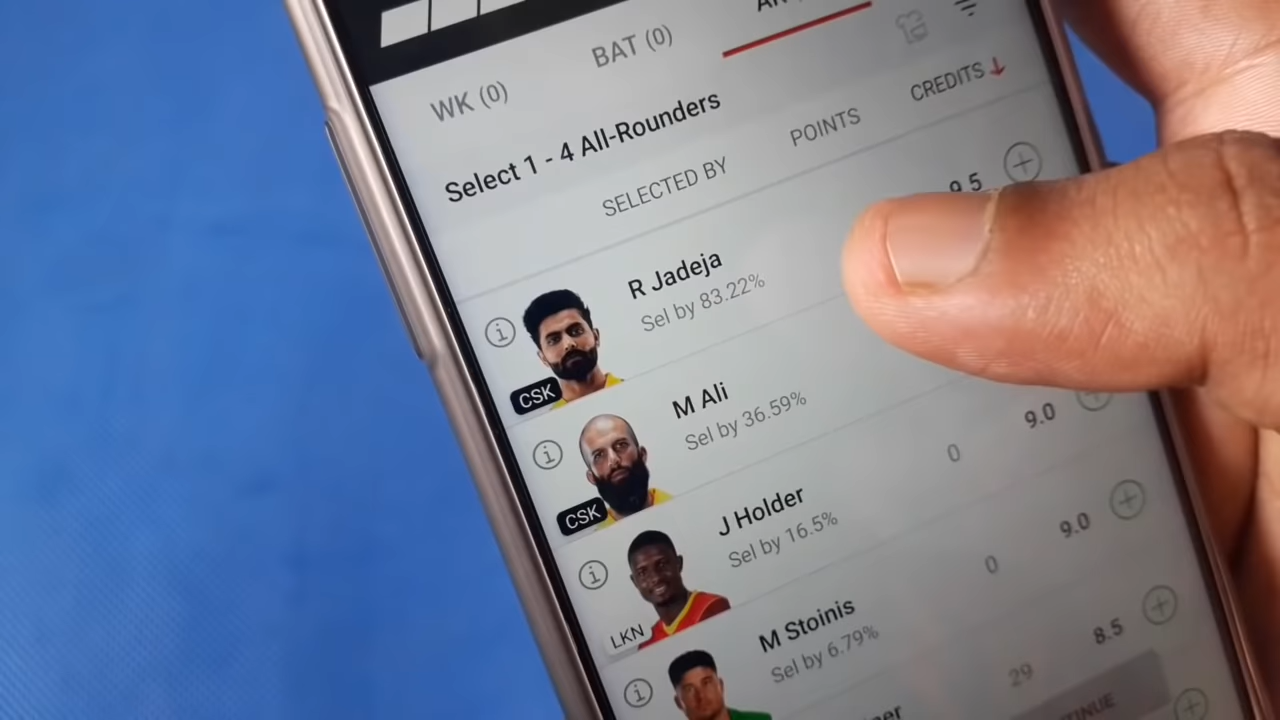 WK (0)
BAT (0)
Select 1 - 4 All-Rounders
SELECTED BY
POINTS
CREDITS
R Jadeja
Sel by 83.22%
9.5
CSK
M Ali
Sel by 36.59%
0
9.0
CSK
J Holder
Sel by 16.5%
0
9.0
LKN
M Stoinis
Sel by 6.79%
29
8.5